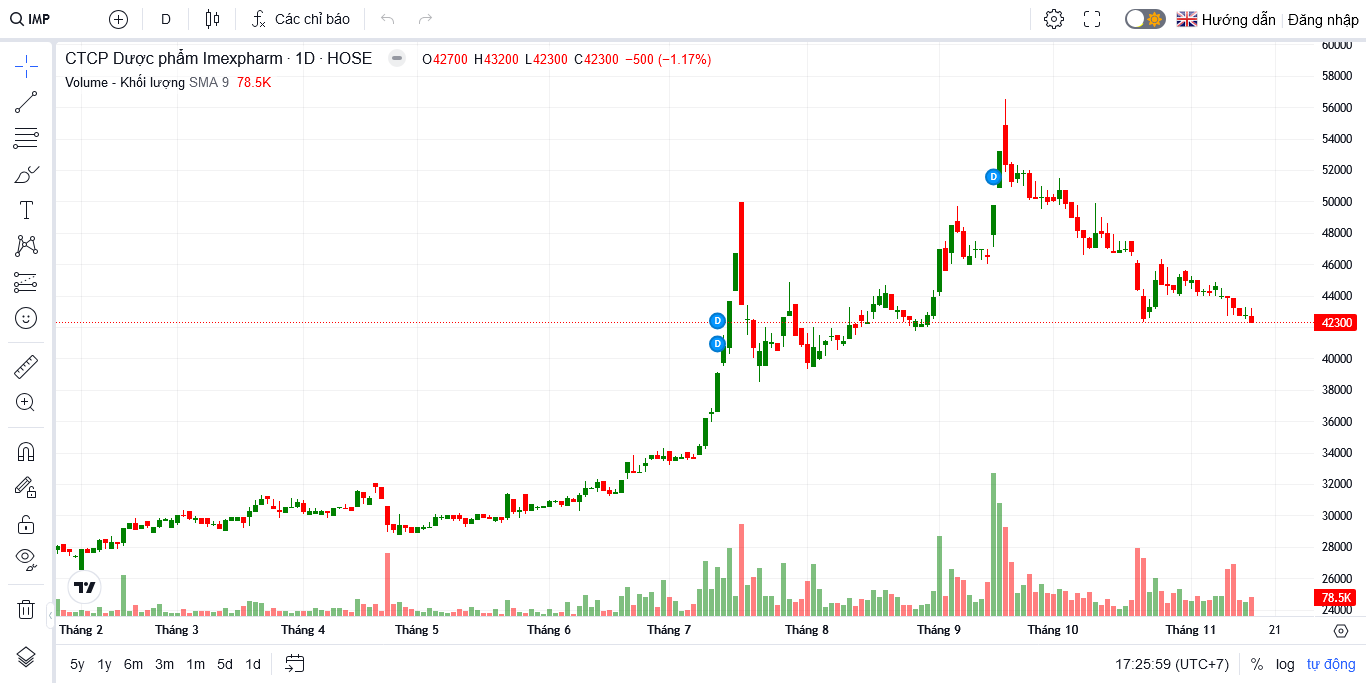 IMP D Các chỉ báo Hướng dẫn Đăng nhập
CTCP Dược phẩm Imexpharm · 1D · HOSE O42700 H43200 L42300 C42300 −500 (−1.17%)
Volume - Khối lượng SMA 9 78.5K
60000
58000
56000
54000
52000
50000
48000
46000
44000
42300
40000
38000
36000
34000
32000
30000
28000
26000
78.5K
24000
D
D
D
Tháng 2 Tháng 3 Tháng 4 Tháng 5 Tháng 6 Tháng 7 Tháng 8 Tháng 9 Tháng 10 Tháng 11 21
5y 1y 6m 3m 1m 5d 1d 17:25:59 (UTC+7) % log tự động